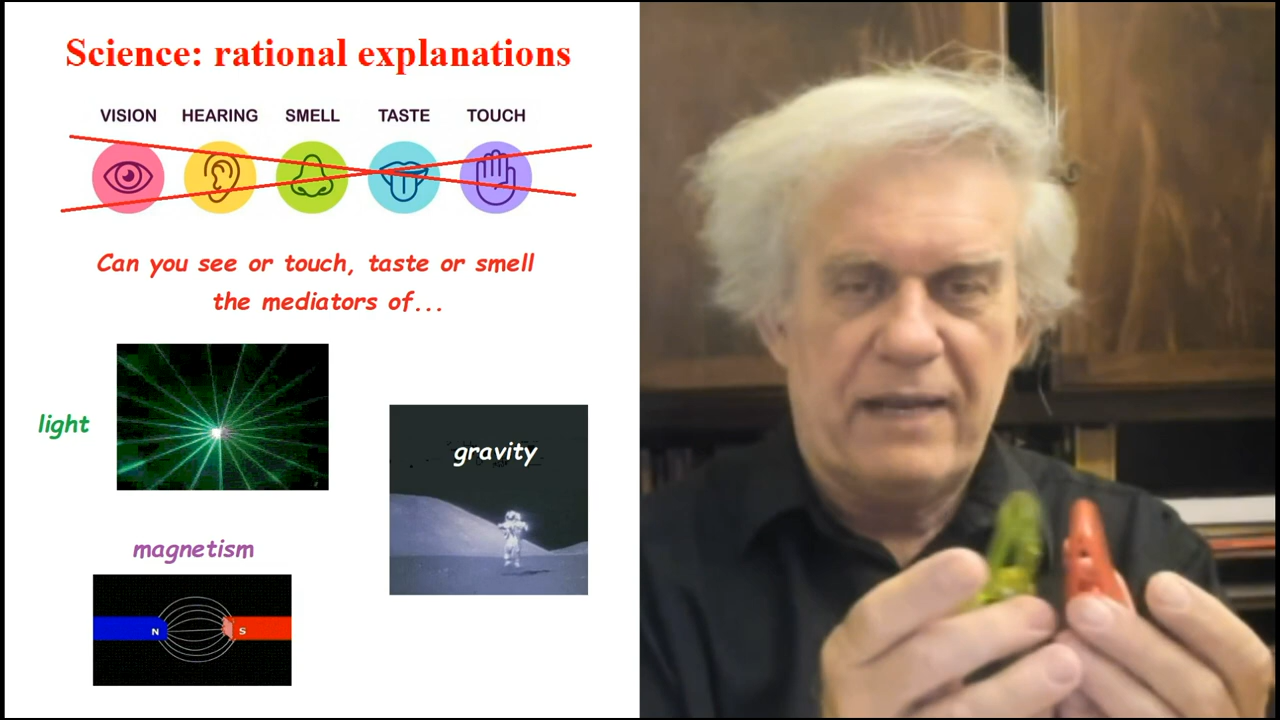 Science: rational explanations
VISION HEARING SMELL TASTE TOUCH
Can you see or touch, taste or smell
the mediators of...
light
gravity
magnetism
N S